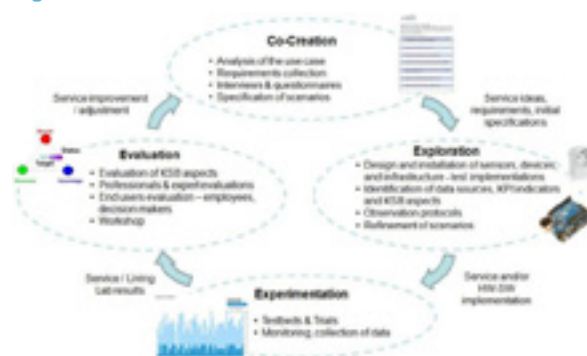 Co-Creation
• Analysis of the use case
• Requirements collection
• Interviews & questionnaires
• Specification of scenarios
Service improvement
/ adjustment
Service ideas,
requirements, initial
specifications
Evaluation
• Evaluation of KSB aspects
• Professionals & expert evaluations
• End users evaluation – employees,
decision makers
• Workshop
Exploration
• Design and installation of sensors, devices,
and infrastructure - test implementations
• Identification of data sources, KPI indicators
and KSB aspects
• Observation protocols
• Refinement of scenarios
Service / Living
Lab results
Service and/or
HW-SW
implementation
Experimentation
• Testbeds & Trials
• Monitoring, collection of data